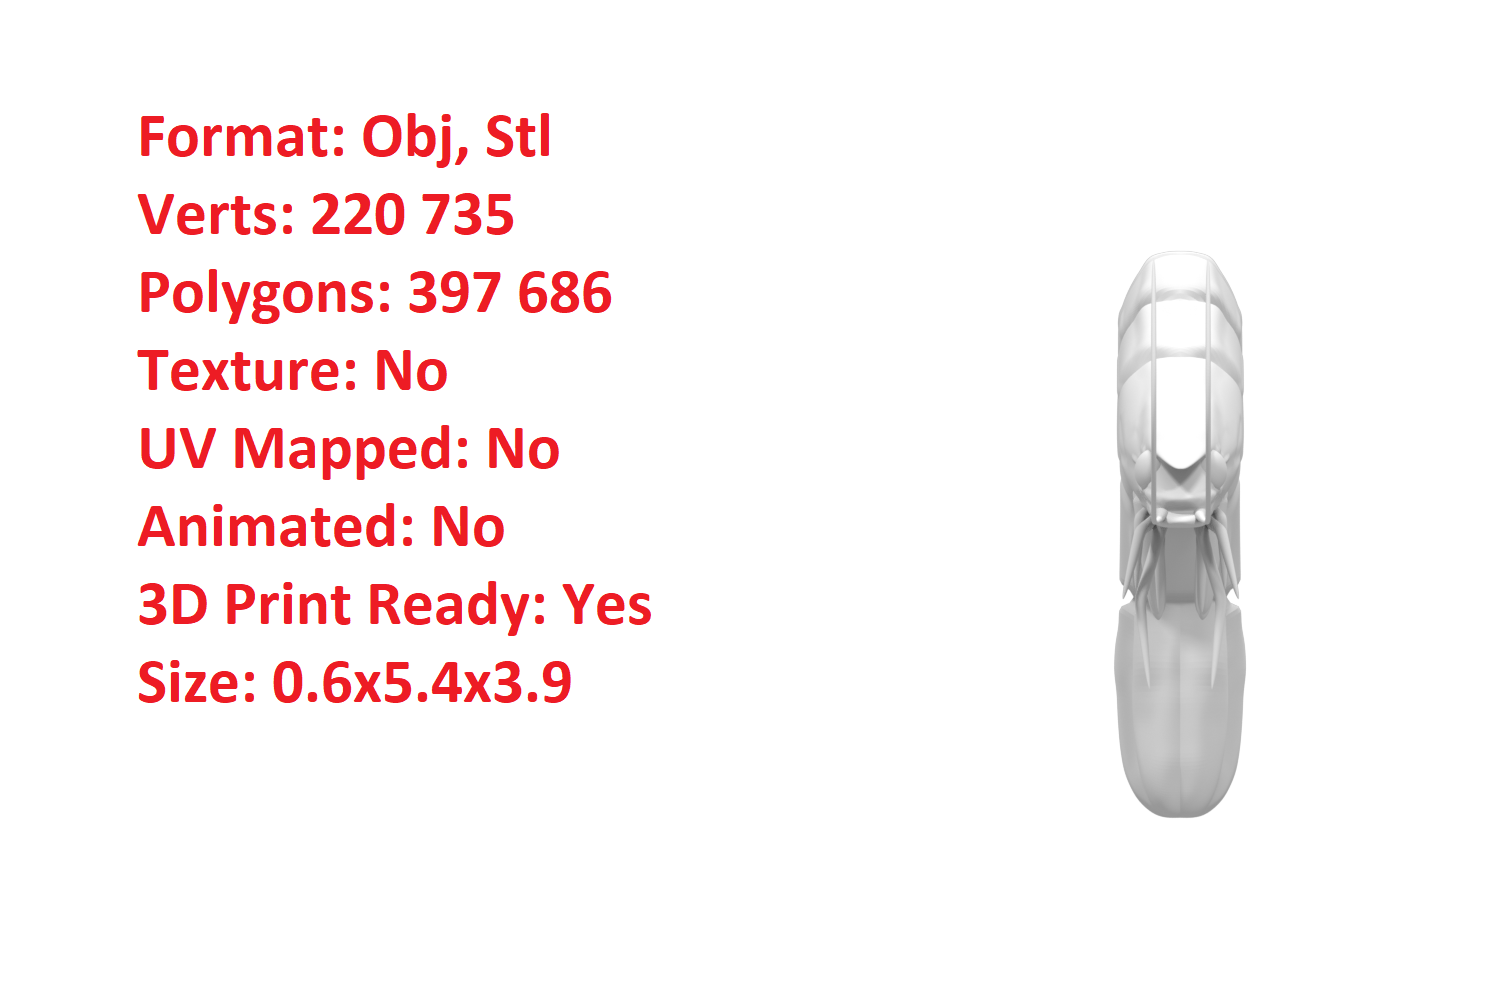 Format: Obj, Stl
Verts: 220 735
Polygons: 397 686
Texture: No
UV Mapped: No
Animated: No
3D Print Ready: Yes
Size: 0.6x5.4x3.9